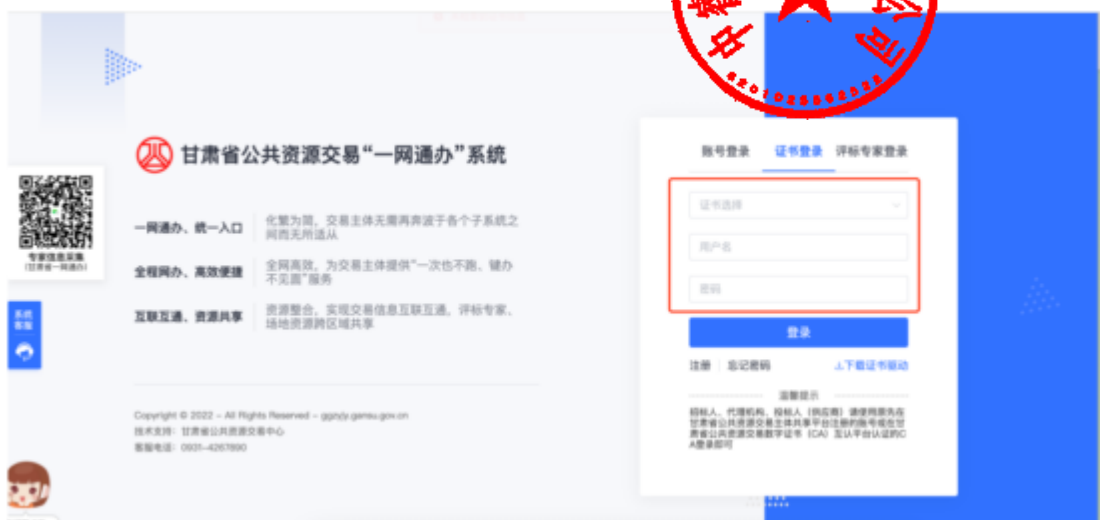 甘肃省公共资源交易“一网通办”系统
一网通办、统一入口
化繁为简，交易主体无需再奔波于各个子系统之
间而无所适从
全程网办、高效便捷
全网高效，为交易主体提供“一次也不跑、键办
不见面”服务
互联互通、资源共享
资源整合，实现交易信息互联互通，评标专家、
场地资源跨区域共享
Copyright © 2022 - All Rights Reserved - ggzyjy.gansu.gov.cn
技术支持：甘肃省公共资源交易中心
客服电话：0931-4267890
专家信息采集
(甘肃省一网通办)
系统
客服
账号登录 证书登录 评标专家登录
证书选择
用户名
密码
登录
注册 忘记密码 下载证书驱动
温馨提示
招标人、代理机构、投标人（供应商）请使用原先在
甘肃省公共资源交易主体共享平台注册的账号或在甘
肃省公共资源交易数字证书（CA）互认平台认证的C
A登录即可
中 公司